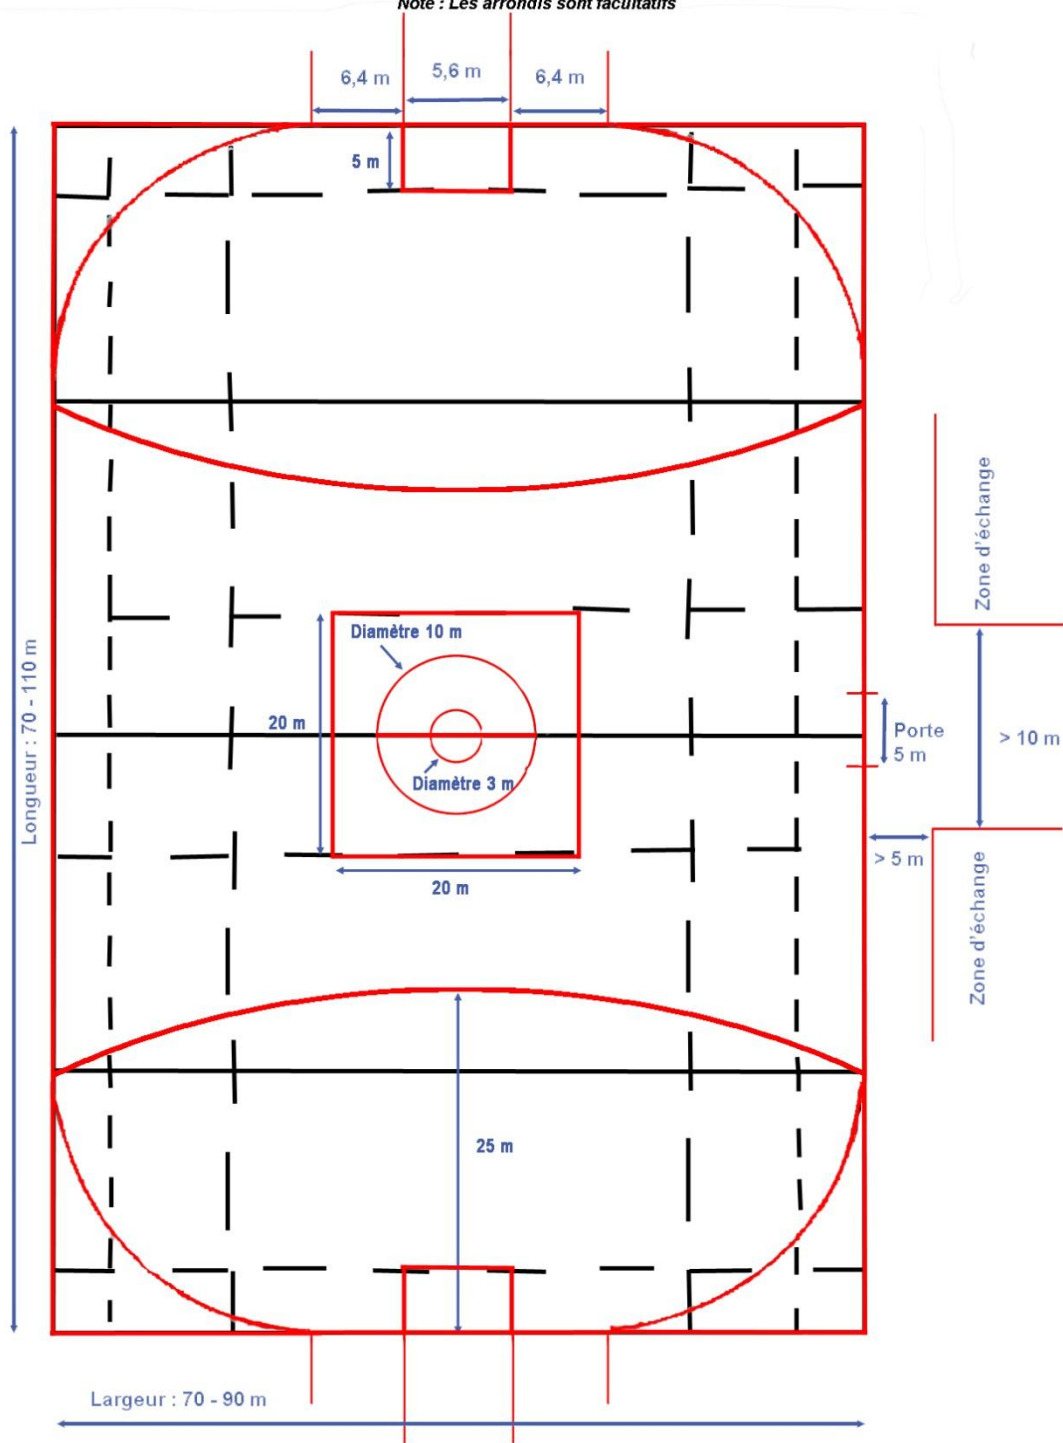 Note : Les arrondis sont facultatifs
6,4 m
5,6 m
6,4 m
5 m
Zone d'échange
Diamètre 10 m
Longueur : 70 - 110 m
20 m
Porte
5 m
> 10 m
Diamètre 3 m
> 5 m
20 m
Zone d'échange
25 m
Largeur : 70 - 90 m